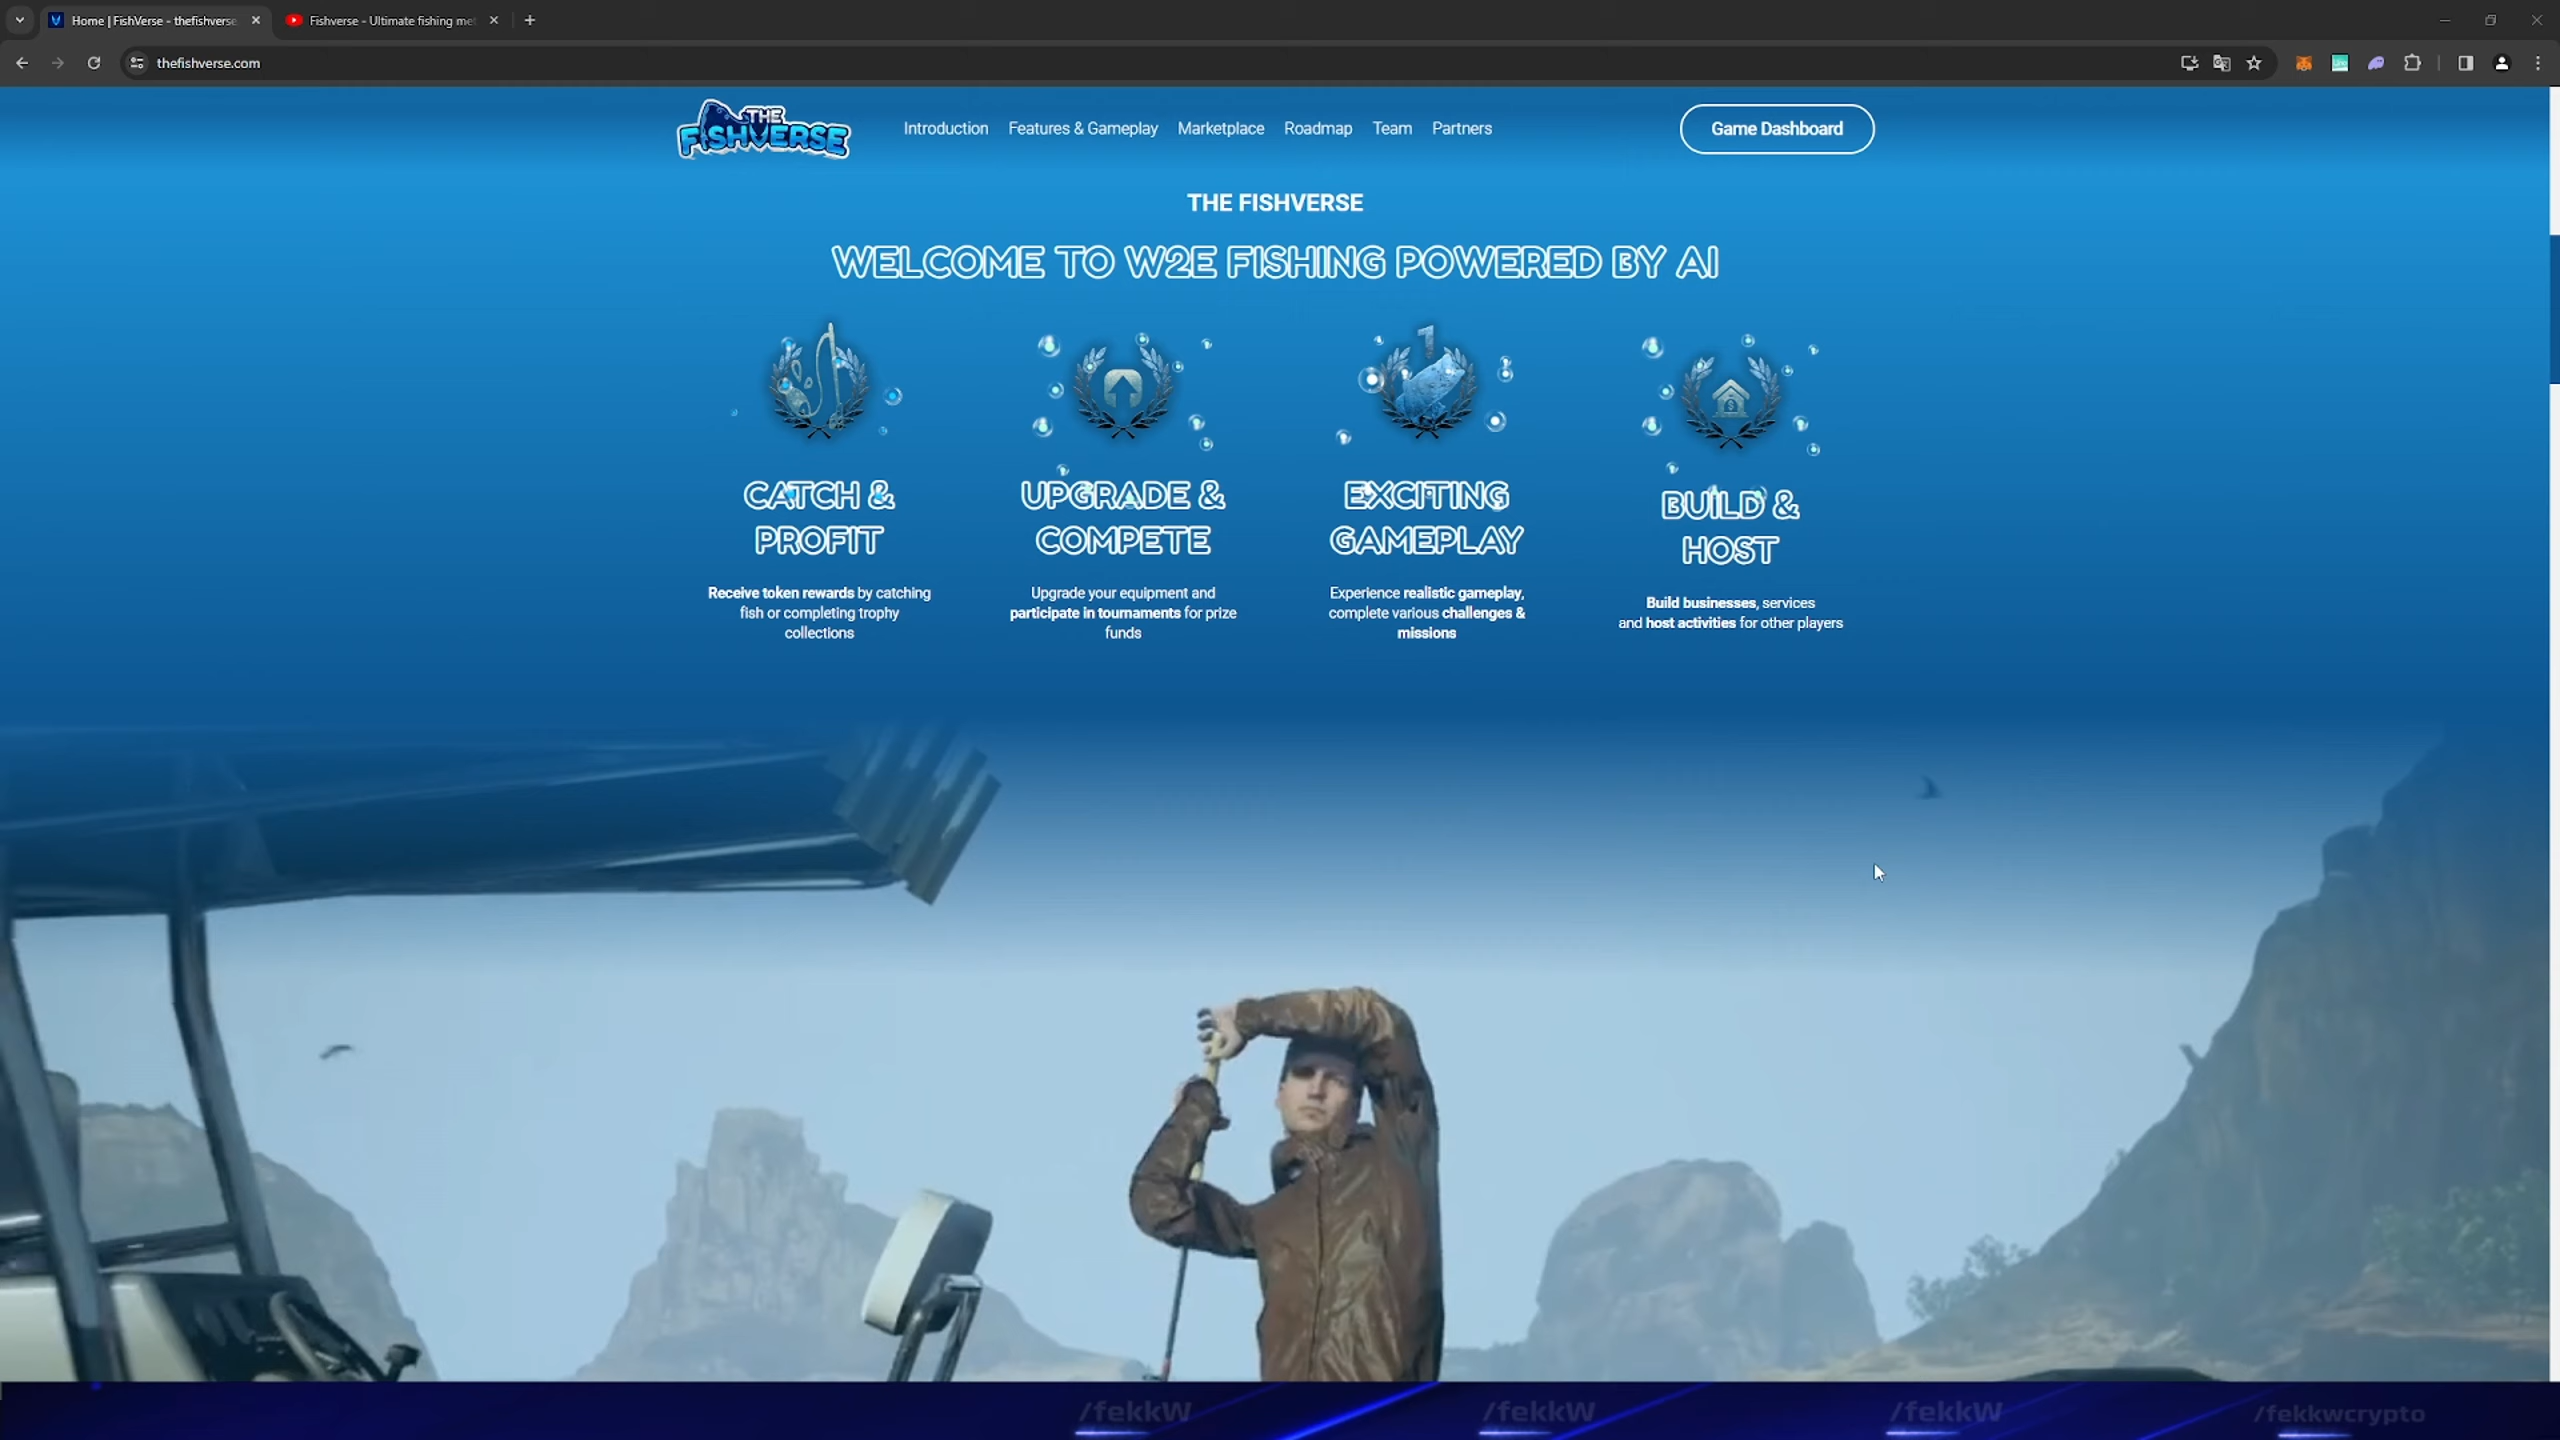 Home | FishVerse - thefishverse
Fishverse - Ultimate fishing me
thefishverse.com
THE FISHVERSE
Introduction
Features & Gameplay
Marketplace
Roadmap
Team
Partners
Game Dashboard
THE FISHVERSE
WELCOME TO W2E FISHING POWERED BY AI
CATCH &
PROFIT
Receive token rewards by catching
fish or completing trophy
collections
UPGRADE &
COMPETE
Upgrade your equipment and
participate in tournaments for prize
funds
1
EXCITING
GAMEPLAY
Experience realistic gameplay,
complete various challenges &
missions
BUILD &
HOST
Build businesses, services
and host activities for other players
/fekkW
/fekkW
/fekkW
/fekkwcrypto